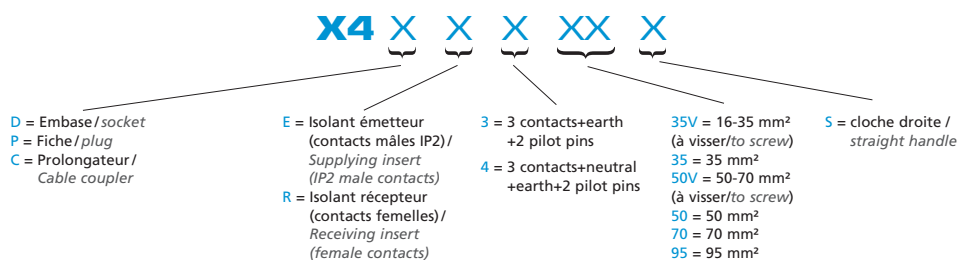 X4 X X X XX X
D = Embase/socket
P = Fiche/plug
C = Prolongateur/
Cable coupler
E = Isolant émetteur
(contacts mâles IP2)/
Supplying insert
(IP2 male contacts)
R = Isolant récepteur
(contacts femelles)/
Receiving insert
(female contacts)
3 = 3 contacts+earth
+2 pilot pins
4 = 3 contacts+neutral
+earth+2 pilot pins
35V = 16-35 mm²
(à visser/to screw)
35 = 35 mm²
50V = 50-70 mm²
(à visser/to screw)
50 = 50 mm²
70 = 70 mm²
95 = 95 mm²
S = cloche droite/
straight handle